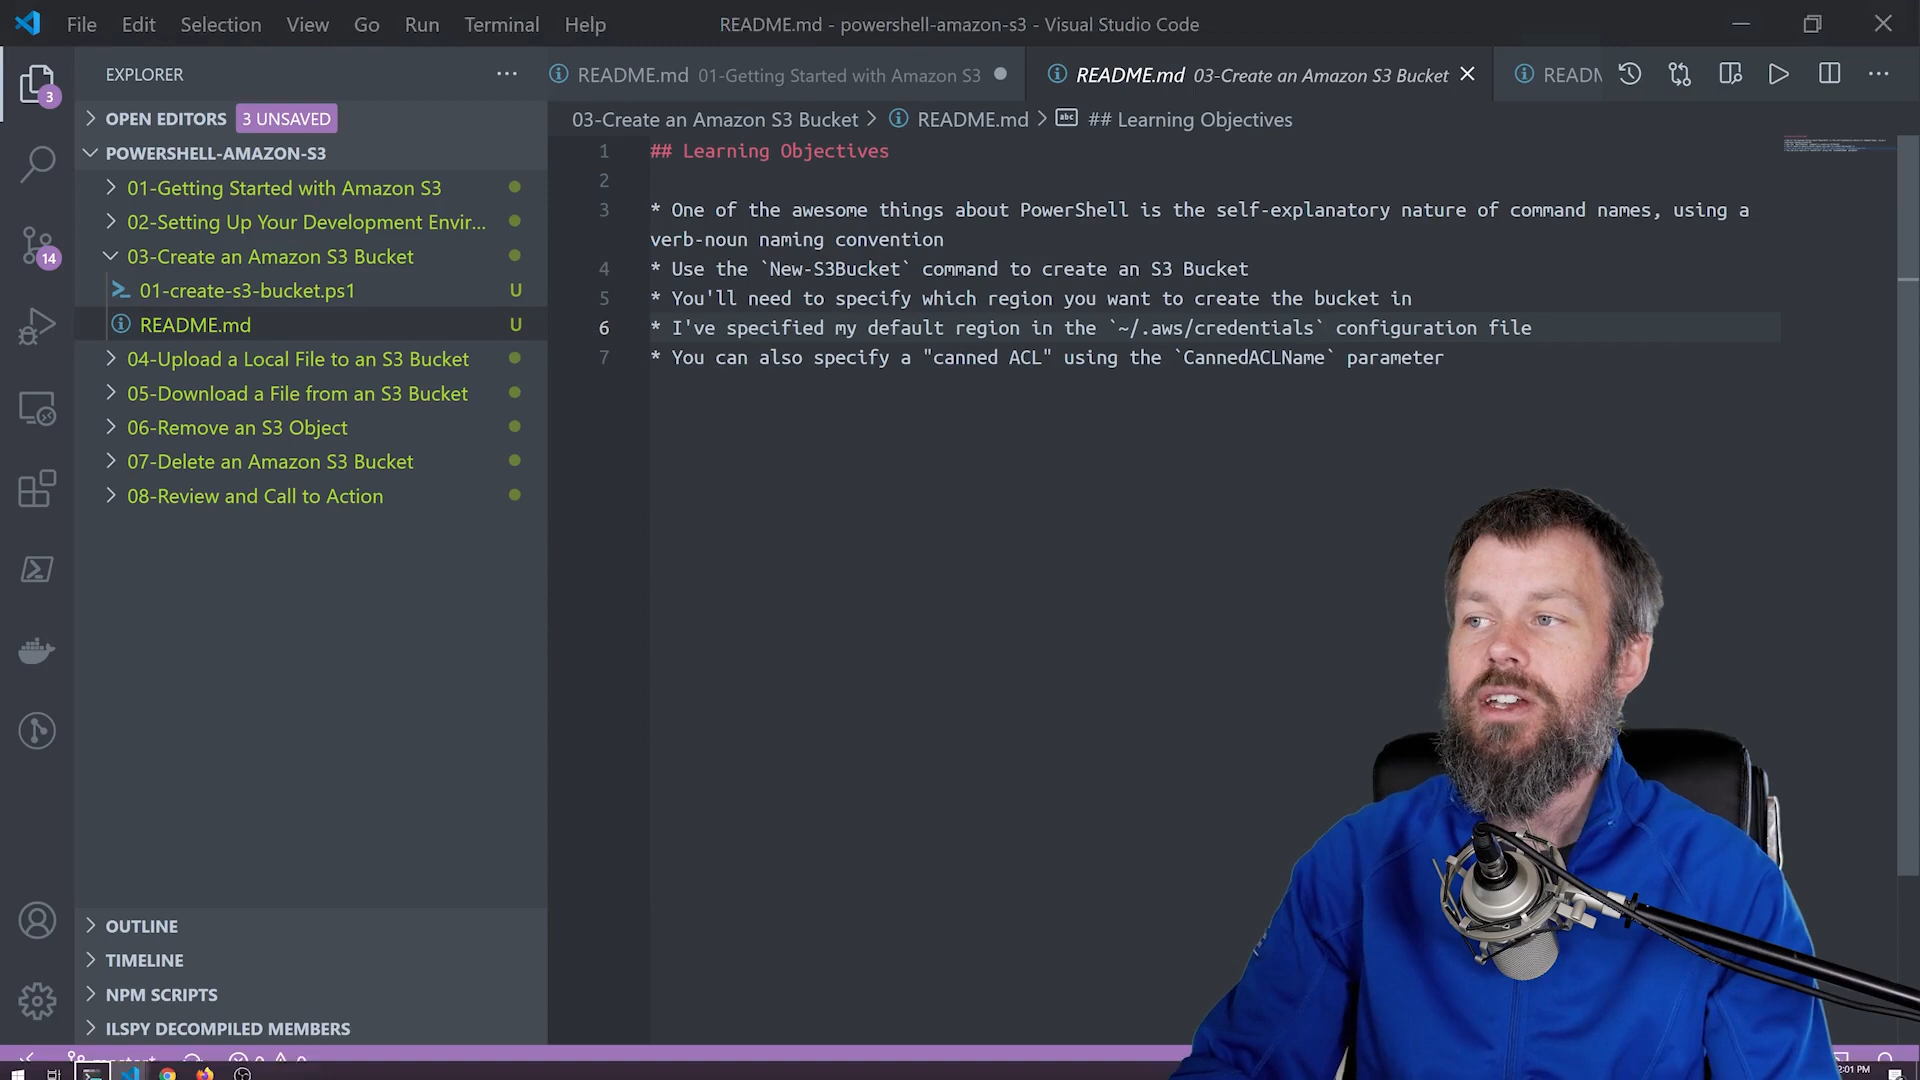 File Edit Selection View Go Run Terminal Help
README.md - powershell-amazon-s3 - Visual Studio Code
3
EXPLORER
README.md 01-Getting Started with Amazon S3
README.md 03-Create an Amazon S3 Bucket
OPEN EDITORS 3 UNSAVED
03-Create an Amazon S3 Bucket > README.md > abc ## Learning Objectives
POWERSHELL-AMAZON-S3
01-Getting Started with Amazon S3
02-Setting Up Your Development Envir...
14
03-Create an Amazon S3 Bucket
01-create-s3-bucket.ps1 U
README.md U
04-Upload a Local File to an S3 Bucket
05-Download a File from an S3 Bucket
06-Remove an S3 Object
07-Delete an Amazon S3 Bucket
08-Review and Call to Action
1 ## Learning Objectives
2
3 * One of the awesome things about PowerShell is the self-explanatory nature of command names, using a
verb-noun naming convention
4 * Use the `New-S3Bucket` command to create an S3 Bucket
5 * You'll need to specify which region you want to create the bucket in
6 * I've specified my default region in the `~/.aws/credentials` configuration file
7 * You can also specify a "canned ACL" using the `CannedACLName` parameter
OUTLINE
TIMELINE
NPM SCRIPTS
ILSPY DECOMPILED MEMBERS